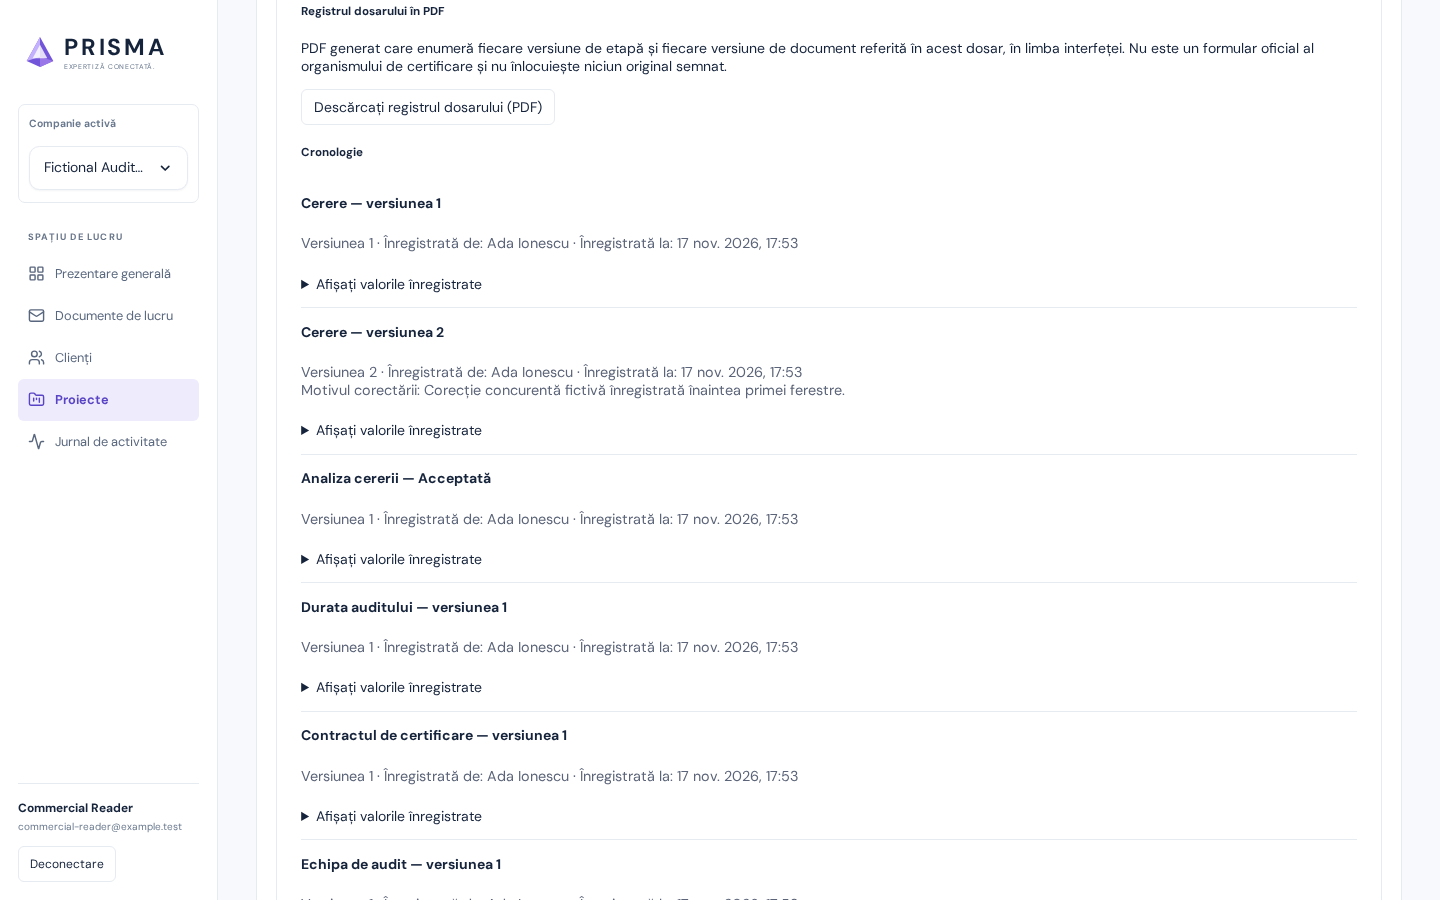 PRISMA
EXPERTIZĂ CONECTATĂ.
Companie activă
Fictional Audit...
SPAȚIU DE LUCRU
Prezentare generală
Documente de lucru
Clienți
Proiecte
Jurnal de activitate
Commercial Reader
commercial-reader@example.test
Deconectare
Registrul dosarului în PDF
PDF generat care enumeră fiecare versiune de etapă și fiecare versiune de document referită în acest dosar, în limba interfeței. Nu este un formular oficial al
organismului de certificare și nu înlocuiește niciun original semnat.
Descărcați registrul dosarului (PDF)
Cronologie
Cerere — versiunea 1
Versiunea 1 · Înregistrată de: Ada Ionescu · Înregistrată la: 17 nov. 2026, 17:53
Afișați valorile înregistrate
Cerere — versiunea 2
Versiunea 2 · Înregistrată de: Ada Ionescu · Înregistrată la: 17 nov. 2026, 17:53
Motivul corectării: Corecție concurentă fictivă înregistrată înaintea primei ferestre.
Afișați valorile înregistrate
Analiza cererii — Acceptată
Versiunea 1 · Înregistrată de: Ada Ionescu · Înregistrată la: 17 nov. 2026, 17:53
Afișați valorile înregistrate
Durata auditului — versiunea 1
Versiunea 1 · Înregistrată de: Ada Ionescu · Înregistrată la: 17 nov. 2026, 17:53
Afișați valorile înregistrate
Contractul de certificare — versiunea 1
Versiunea 1 · Înregistrată de: Ada Ionescu · Înregistrată la: 17 nov. 2026, 17:53
Afișați valorile înregistrate
Echipa de audit — versiunea 1